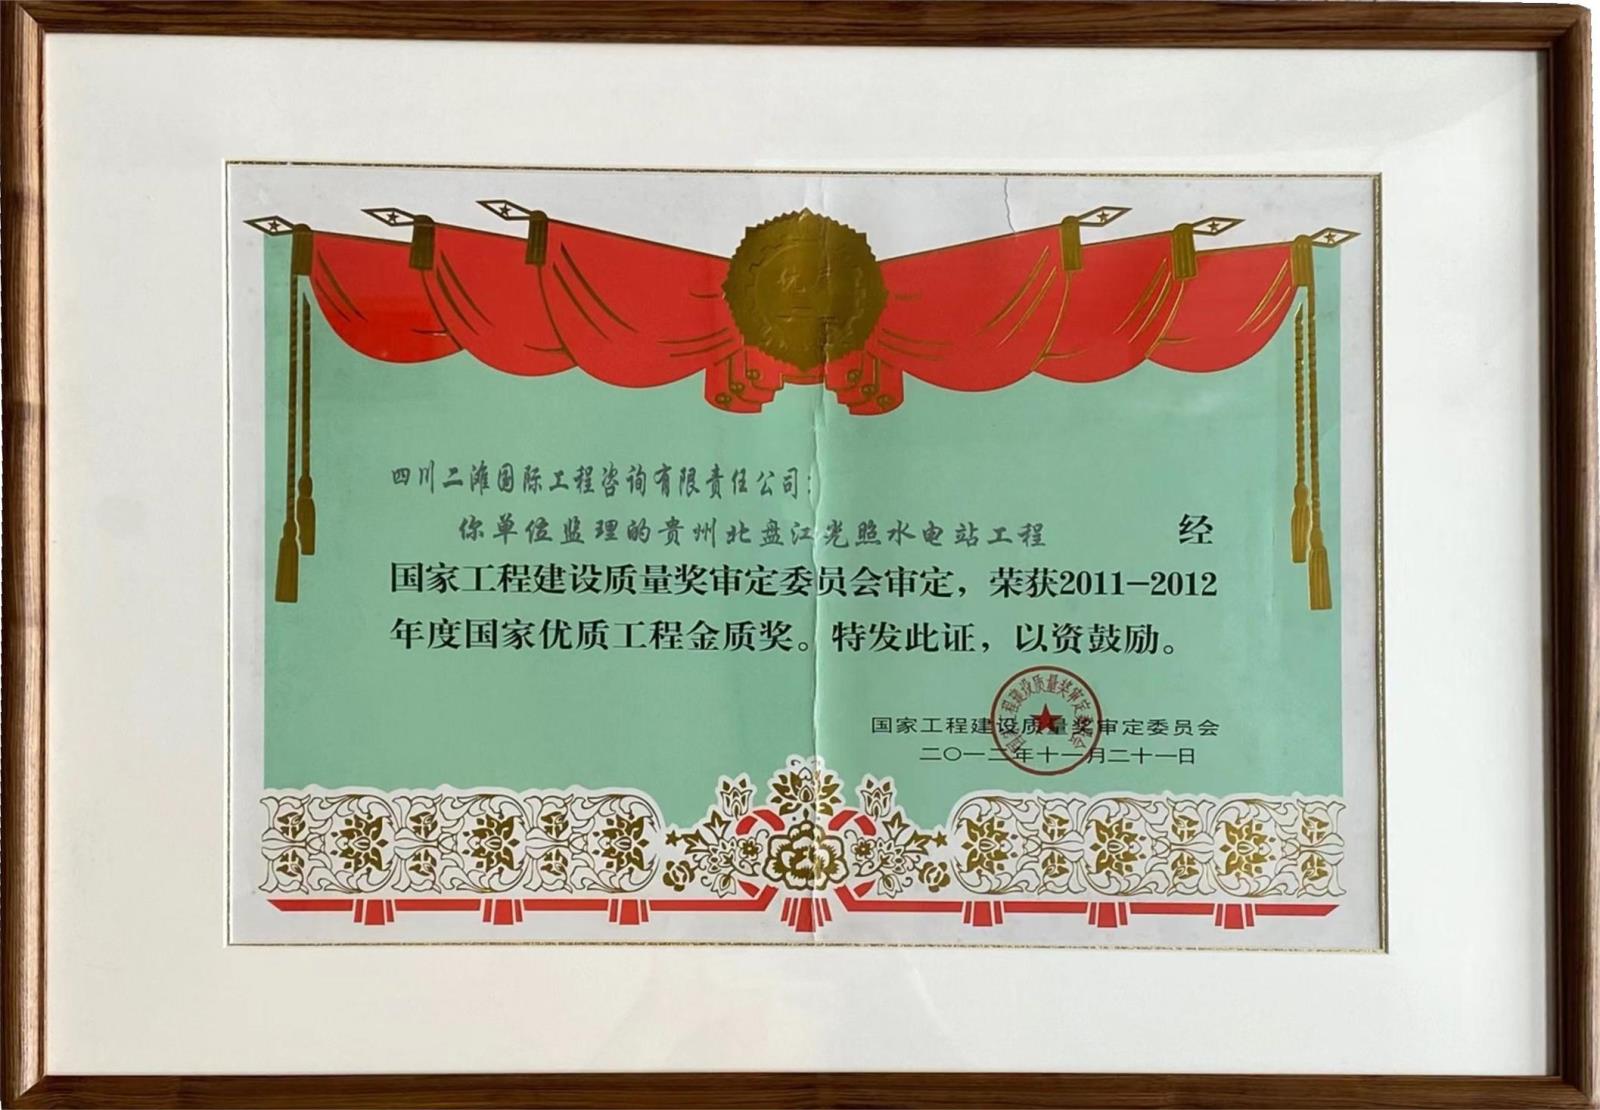 四川二滩国际工程咨询有限责任公司：
你单位监理的贵州北盘江光照水电站工程 经
国家工程建设质量奖审定委员会审定，荣获2011-2012
年度国家优质工程金质奖。特发此证，以资鼓励。
国家工程建设质量奖审定委员会
二〇一二年十一月二十一日